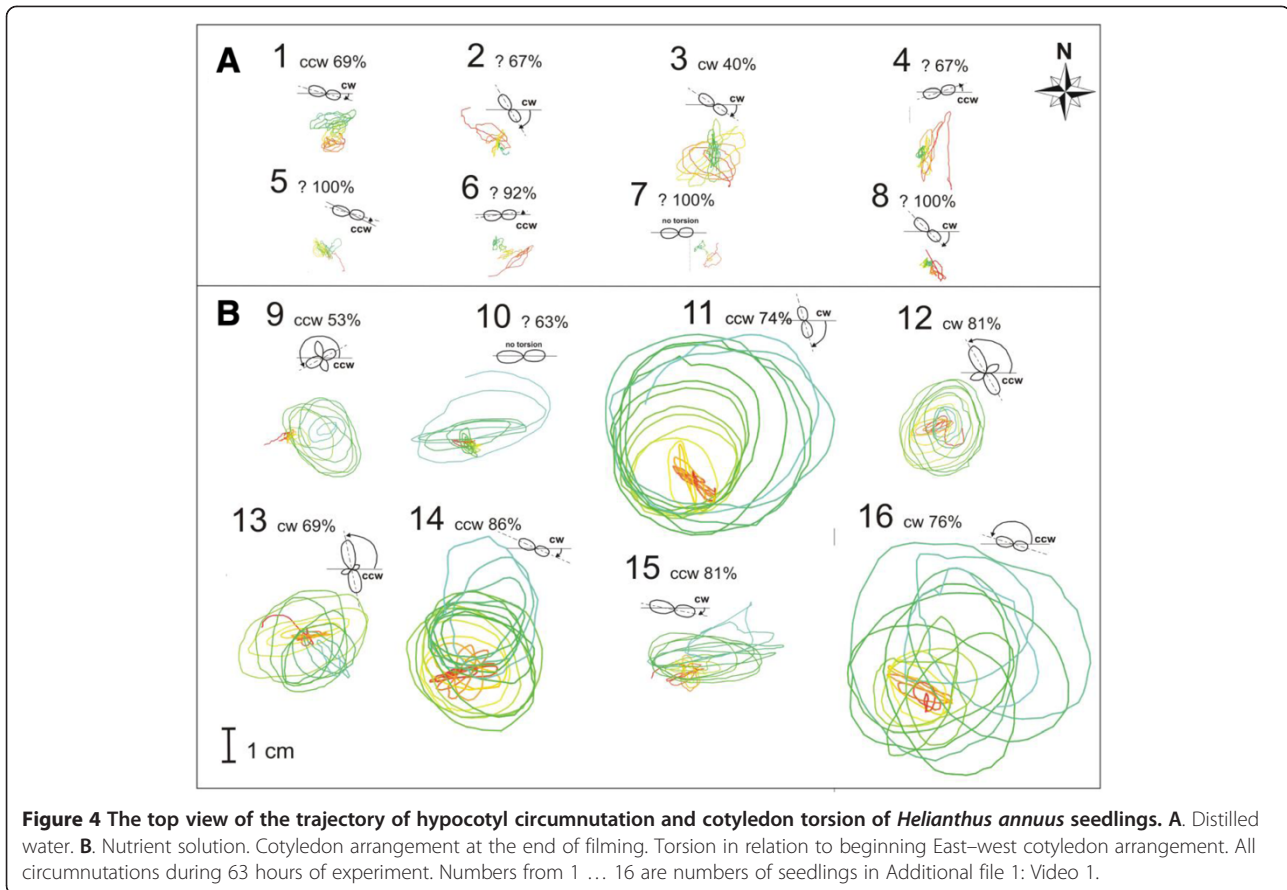 A
N
1 ccw 69%
cw
2 ? 67%
cw
3 cw 40%
cw
4 ? 67%
ccw
5 ? 100%
ccw
6 ? 92%
ccw
7 ? 100%
no torsion
8 ? 100%
cw
B
9 ccw 53%
ccw
10 ? 63%
no torsion
11 ccw 74%
cw
12 cw 81%
ccw
13 cw 69%
ccw
14 ccw 86%
cw
15 ccw 81%
cw
16 cw 76%
ccw
1 cm
Figure 4 The top view of the trajectory of hypocotyl circumnutation and cotyledon torsion of Helianthus annuus seedlings. A. Distilled
water. B. Nutrient solution. Cotyledon arrangement at the end of filming. Torsion in relation to beginning East–west cotyledon arrangement. All
circumnutations during 63 hours of experiment. Numbers from 1 … 16 are numbers of seedlings in Additional file 1: Video 1.